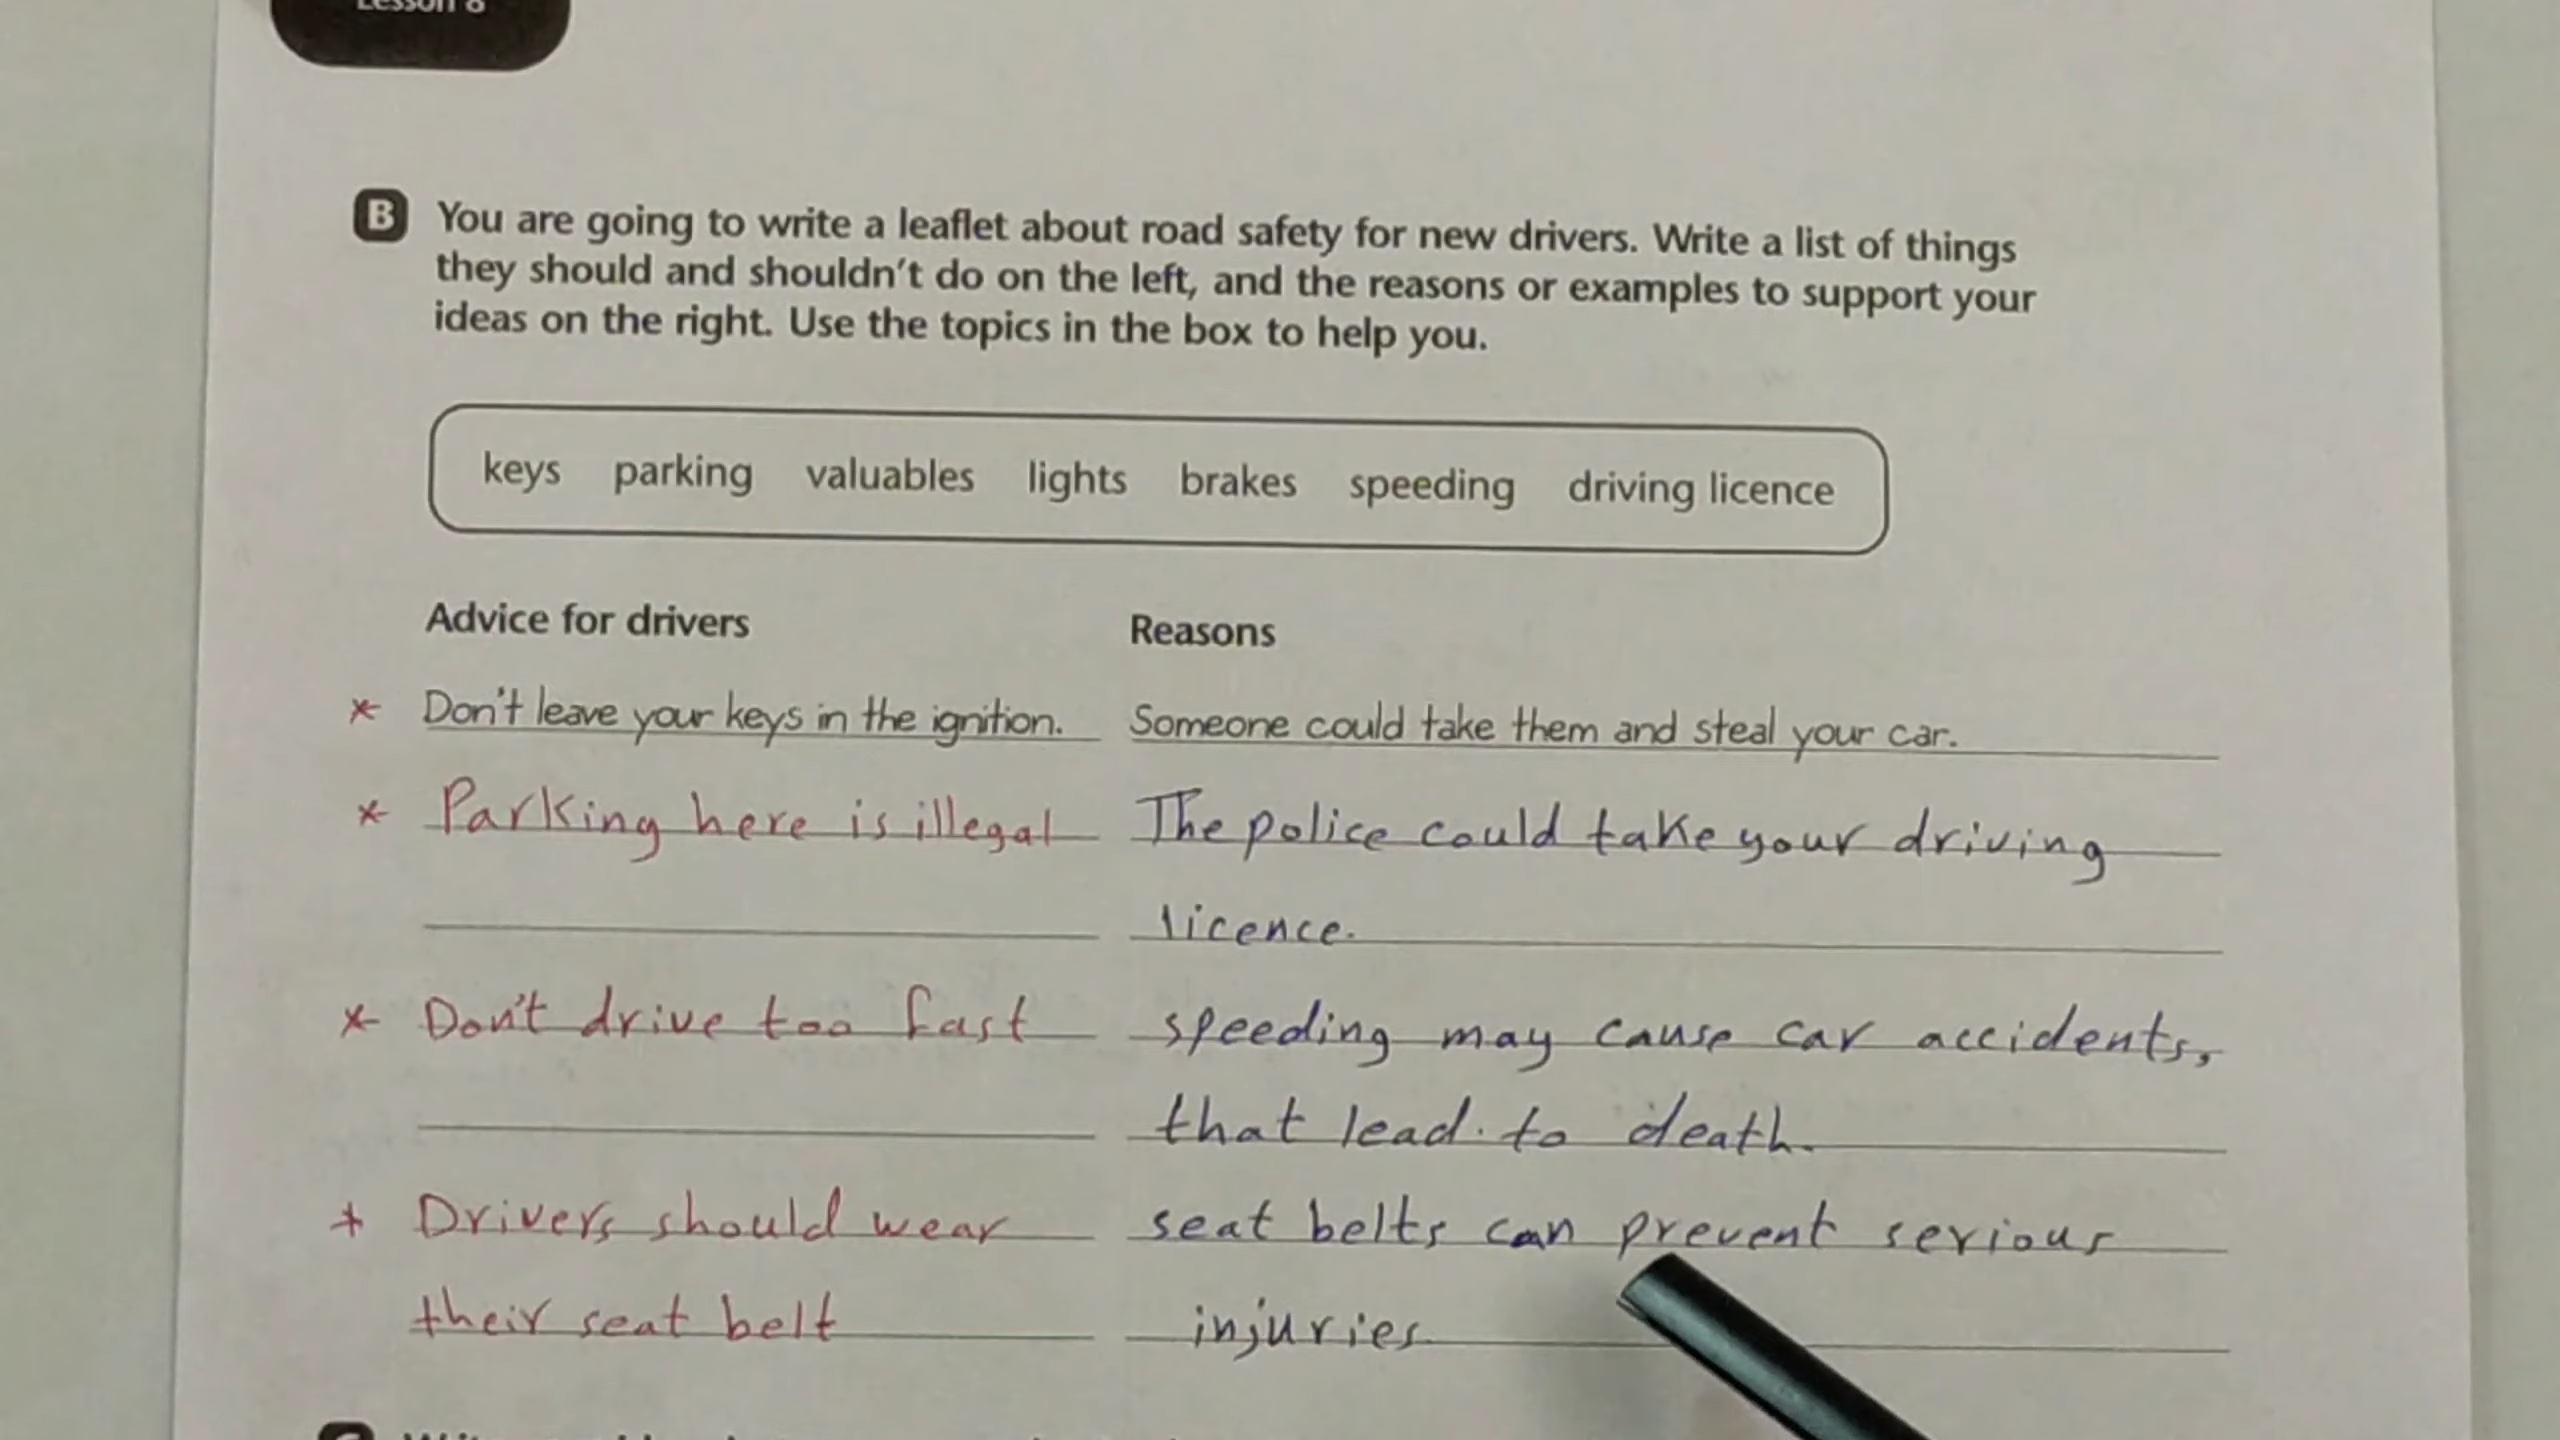 Lesson 8
B You are going to write a leaflet about road safety for new drivers. Write a list of things
they should and shouldn't do on the left, and the reasons or examples to support your
ideas on the right. Use the topics in the box to help you.
keys parking valuables lights brakes speeding driving licence
Advice for drivers Reasons
* Don't leave your keys in the ignition. Someone could take them and steal your car.
* Parking here is illegal The police could take your driving
licence.
* Don't drive too fast speeding may cause car accidents,
that lead to death.
* Drivers should wear seat belts can prevent serious
their seat belt injuries.